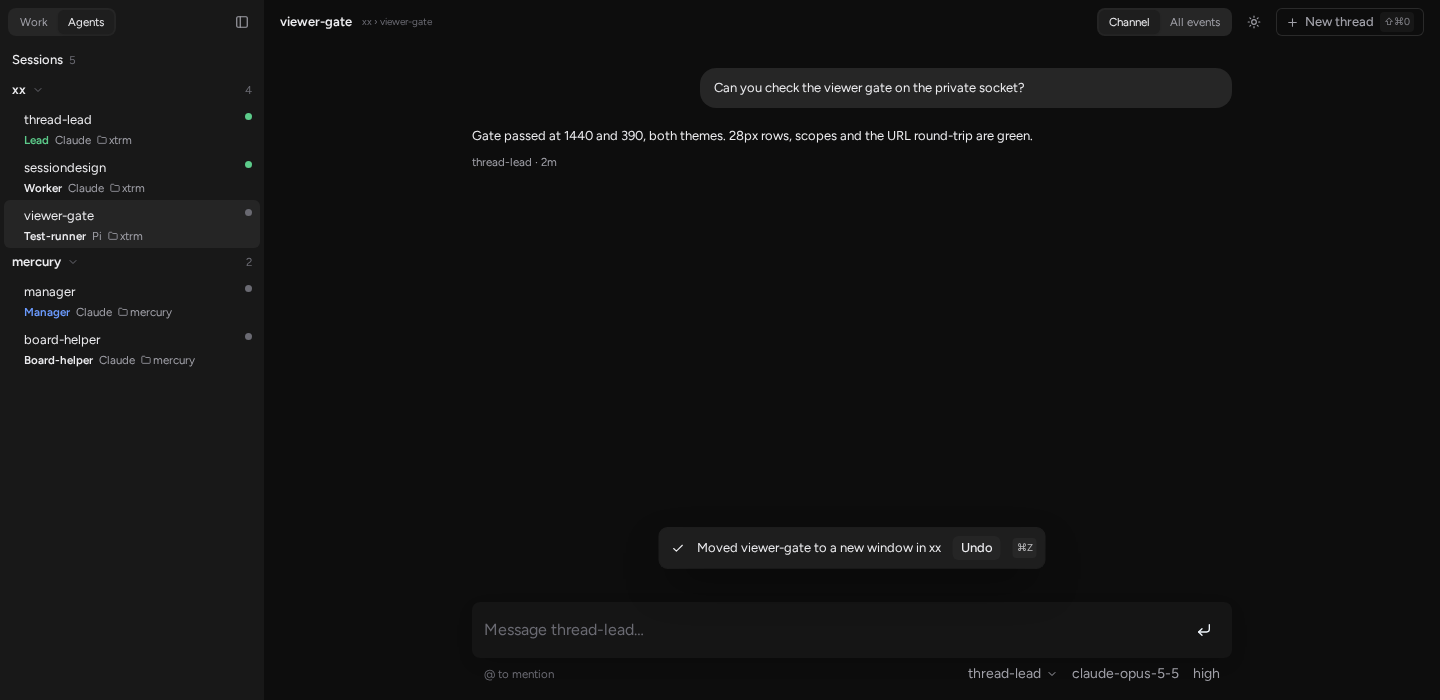 Work Agents
Sessions 5
xx 4
thread-lead
Lead Claude xtrm
sessiondesign
Worker Claude xtrm
viewer-gate
Test-runner Pi xtrm
mercury 2
manager
Manager Claude mercury
board-helper
Board-helper Claude mercury
viewer-gate xx › viewer-gate
Channel All events
+ New thread ⇧⌘O
Can you check the viewer gate on the private socket?
Gate passed at 1440 and 390, both themes. 28px rows, scopes and the URL round-trip are green.
thread-lead · 2m
Moved viewer-gate to a new window in xx Undo ⌘Z
Message thread-lead...
@ to mention
thread-lead claude-opus-5-5 high